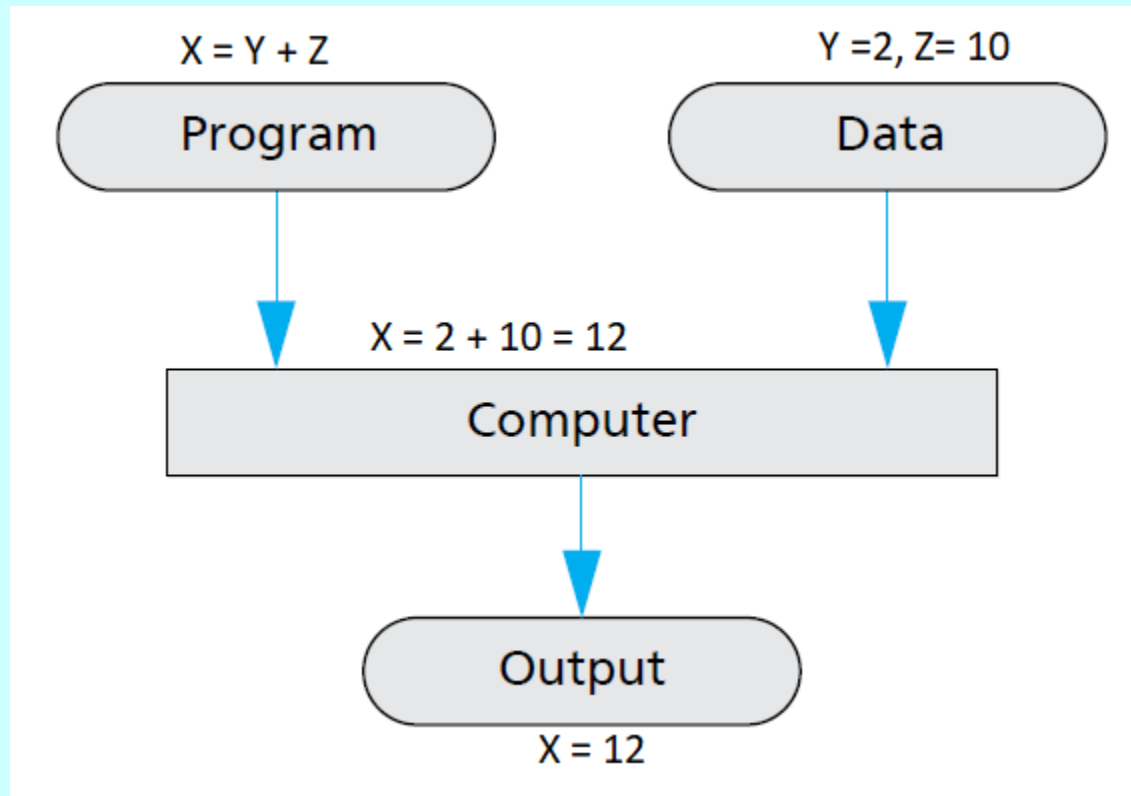 X = Y + Z
Y =2, Z= 10
Program
Data
X = 2 + 10 = 12
Computer
Output
X = 12